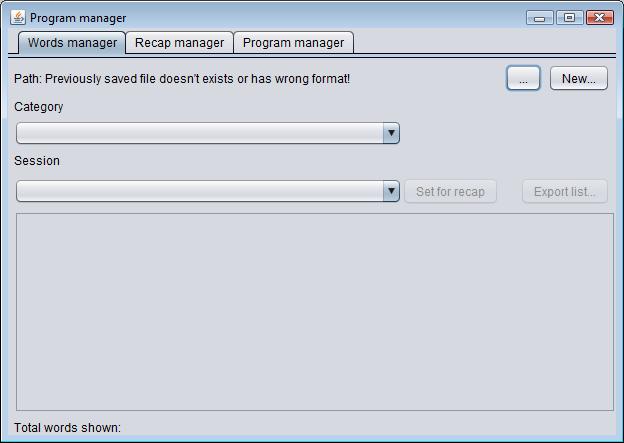 Program manager
Words manager Recap manager Program manager
Path: Previously saved file doesn't exists or has wrong format! ... New...
Category
Session
Set for recap Export list...
Total words shown: